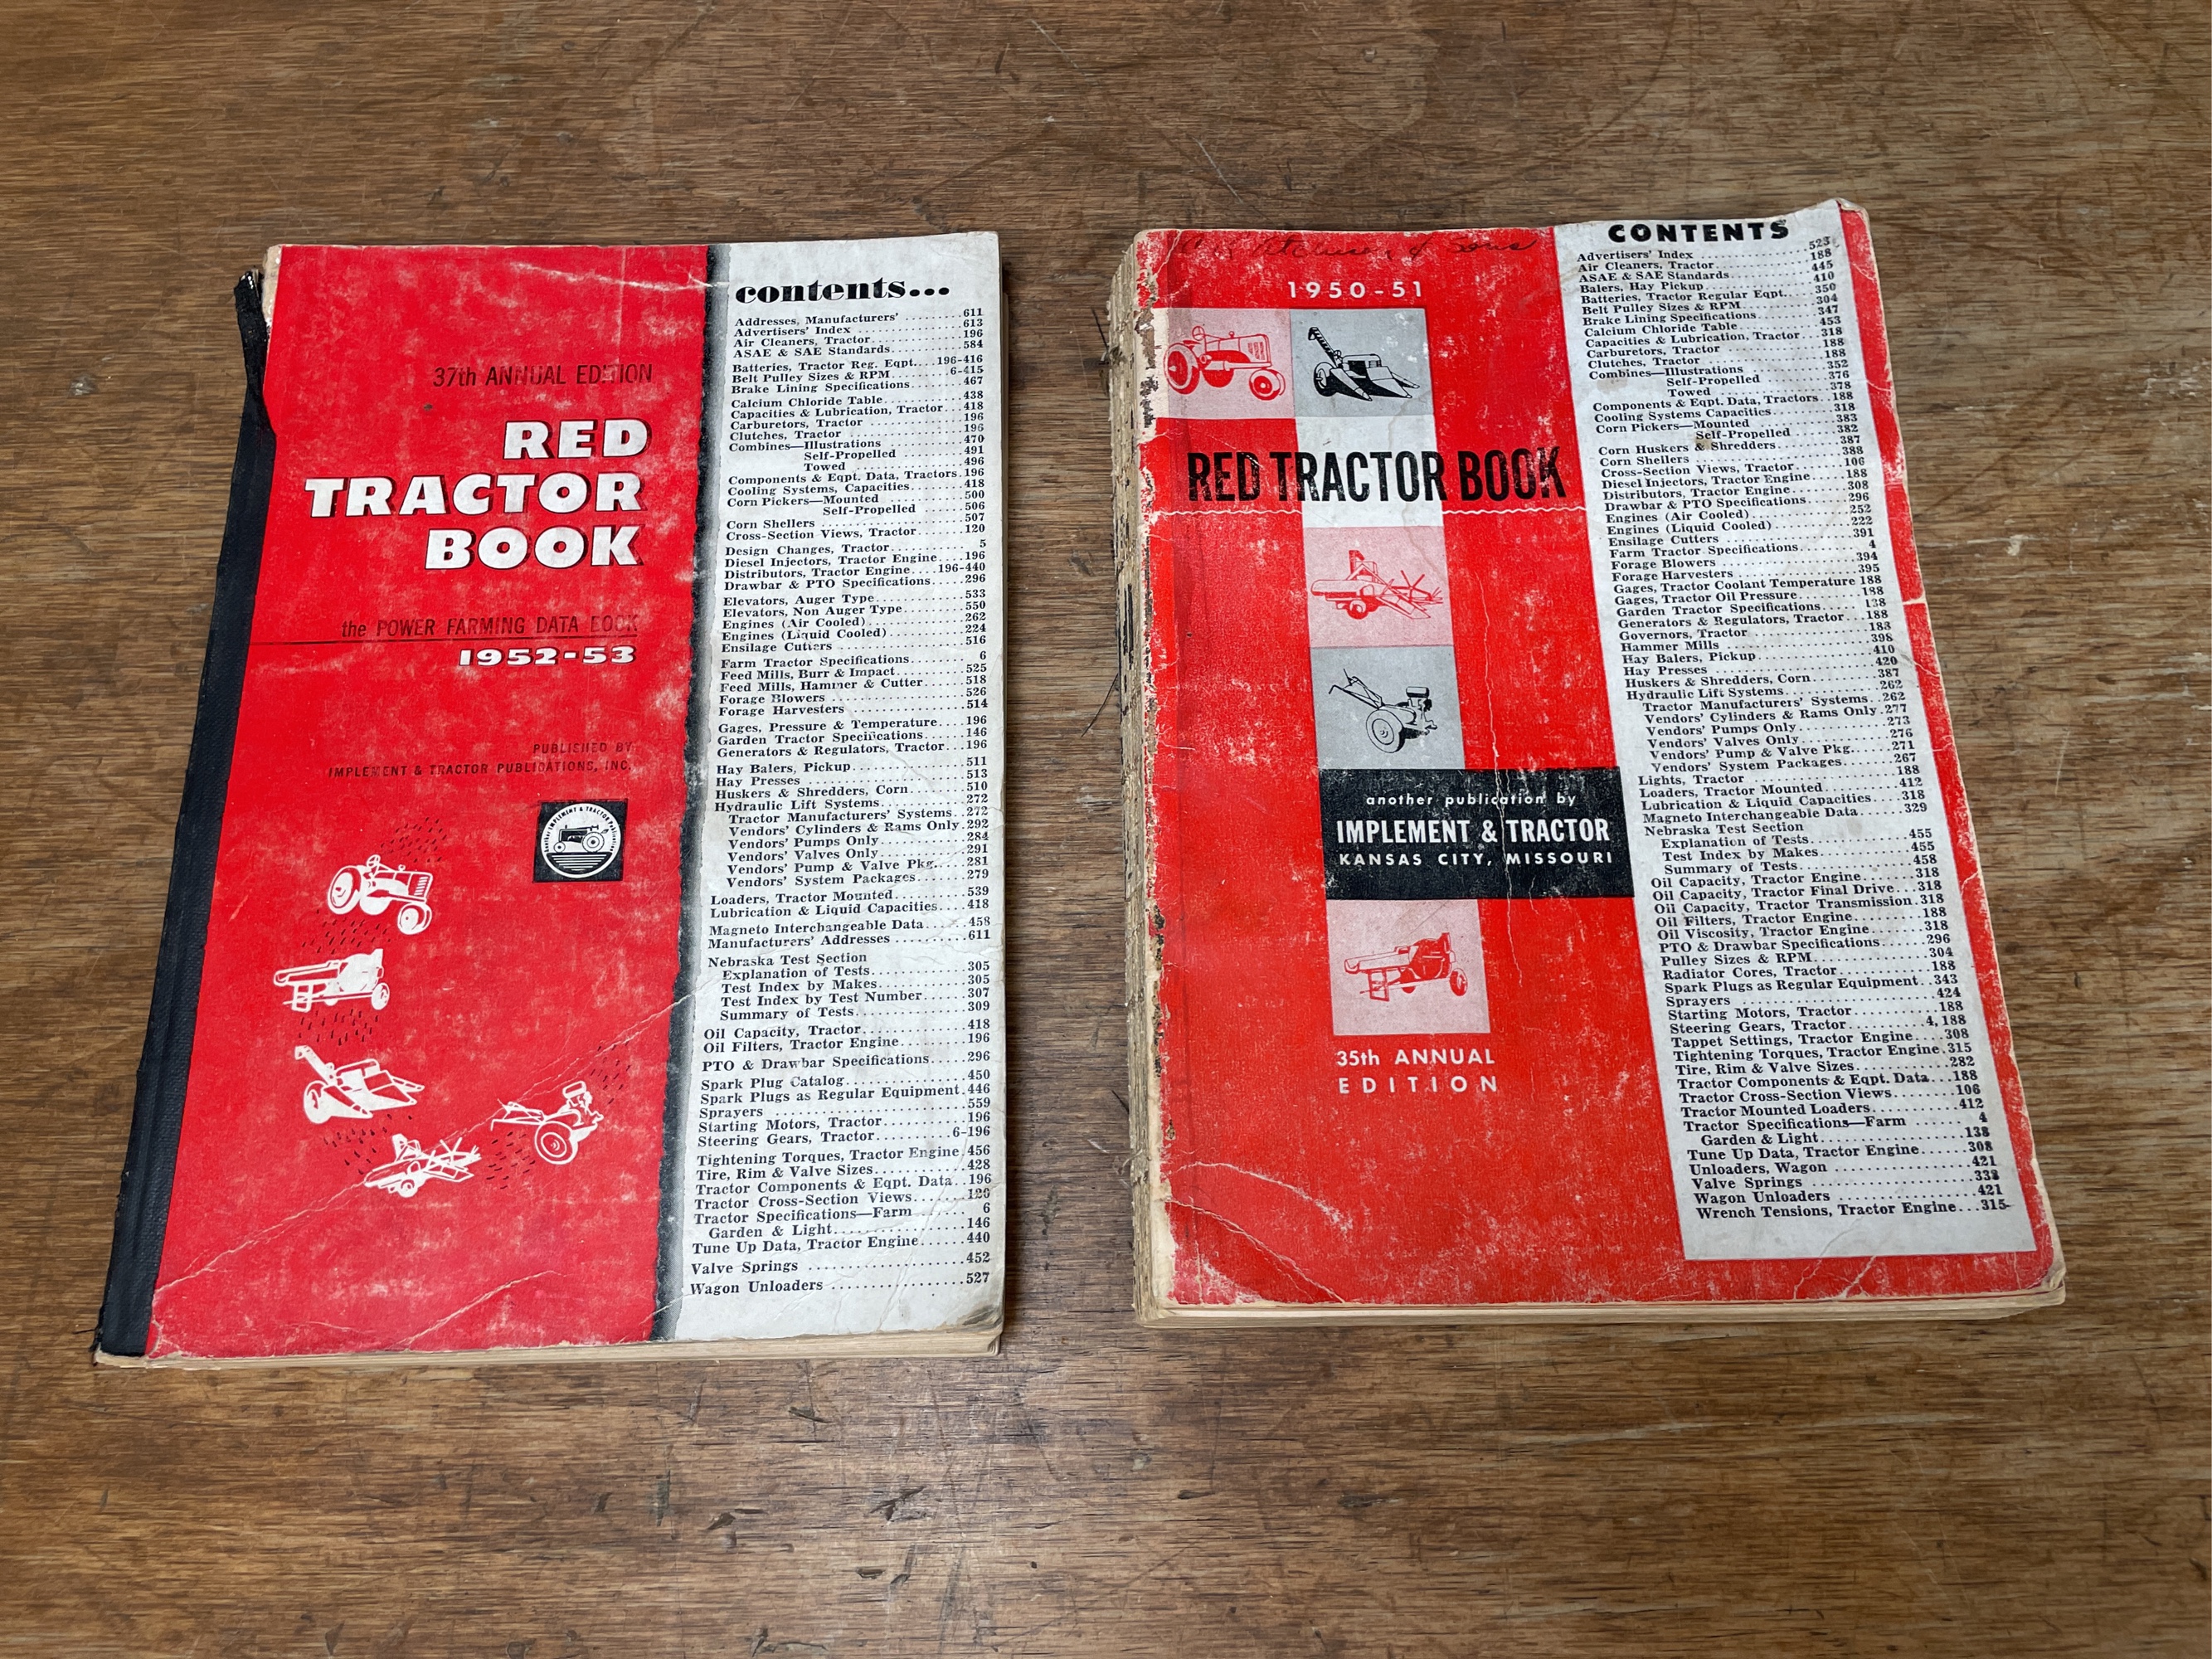 37th ANNUAL EDITION
RED
TRACTOR
BOOK
the POWER FARMING DATA BOOK
1952-53
PUBLISHED BY
IMPLEMENT & TRACTOR PUBLICATIONS, INC.
Another IMPLEMENT & TRACTOR Publication
contents...
Addresses, Manufacturers' ........611
Advertisers' Index ........613
Air Cleaners, Tractor........196
ASAE & SAE Standards........584
Batteries, Tractor Reg. Eqpt....196-416
Belt Pulley Sizes & RPM........6-415
Brake Lining Specifications........467
Calcium Chloride Table........438
Capacities & Lubrication, Tractor...418
Carburetors, Tractor ........196
Clutches, Tractor ........196
Combines—Illustrations ........470
Self-Propelled ........491
Towed ........496
Components & Eqpt. Data, Tractors.196
Cooling Systems, Capacities........418
Corn Pickers—Mounted ........500
Self-Propelled ........506
Corn Shellers ........507
Cross-Section Views, Tractor........120
Design Changes, Tractor........5
Diesel Injectors, Tractor Engine...196
Distributors, Tractor Engine....196-440
Drawbar & PTO Specifications.....296
Elevators, Auger Type........533
Elevators, Non Auger Type........550
Engines (Air Cooled)........262
Engines (Liquid Cooled)........224
Ensilage Cutters ........516
Farm Tractor Specifications........6
Feed Mills, Burr & Impact........525
Feed Mills, Hammer & Cutter........518
Forage Blowers ........526
Forage Harvesters ........514
Gages, Pressure & Temperature....196
Garden Tractor Specifications......146
Generators & Regulators, Tractor...196
Hay Balers, Pickup........511
Hay Presses ........513
Huskers & Shredders, Corn........510
Hydraulic Lift Systems........272
Tractor Manufacturers' Systems..272
Vendors' Cylinders & Rams Only.292
Vendors' Pumps Only........284
Vendors' Valves Only........291
Vendors' Pump & Valve Pkg.....281
Vendors' System Packages.......279
Loaders, Tractor Mounted........539
Lubrication & Liquid Capacities....418
Magneto Interchangeable Data.....458
Manufacturers' Addresses ........611
Nebraska Test Section
Explanation of Tests........305
Test Index by Makes........305
Test Index by Test Number......307
Summary of Tests........309
Oil Capacity, Tractor........418
Oil Filters, Tractor Engine........196
PTO & Drawbar Specifications.....296
Spark Plug Catalog........450
Spark Plugs as Regular Equipment.446
Sprayers ........559
Starting Motors, Tractor........196
Steering Gears, Tractor........6-196
Tightening Torques, Tractor Engine.456
Tire, Rim & Valve Sizes........428
Tractor Components & Eqpt. Data..196
Tractor Cross-Section Views.......120
Tractor Specifications—Farm .......6
Garden & Light........146
Tune Up Data, Tractor Engine......440
Valve Springs ........452
Wagon Unloaders ........527
& Sons
1950-51
RED TRACTOR BOOK
another publication by
IMPLEMENT & TRACTOR
KANSAS CITY, MISSOURI
35th ANNUAL
EDITION
CONTENTS
Advertisers' Index ........523
Air Cleaners, Tractor........188
ASAE & SAE Standards........445
Balers, Hay Pickup........410
Batteries, Tractor Regular Eqpt....350
Belt Pulley Sizes & RPM........304
Brake Lining Specifications........347
Calcium Chloride Table........453
Capacities & Lubrication, Tractor...318
Carburetors, Tractor ........188
Clutches, Tractor ........188
Combines—Illustrations ........352
Self-Propelled ........376
Towed ........378
Components & Eqpt. Data, Tractors..188
Cooling Systems Capacities........318
Corn Pickers—Mounted ........383
Self-Propelled ........382
Corn Huskers & Shredders........387
Corn Shellers ........388
Cross-Section Views, Tractor......106
Diesel Injectors, Tractor Engine.....188
Distributors, Tractor Engine........308
Drawbar & PTO Specifications.....296
Engines (Air Cooled)........252
Engines (Liquid Cooled)........222
Ensilage Cutters ........391
Farm Tractor Specifications........4
Forage Blowers ........394
Forage Harvesters ........395
Gages, Tractor Coolant Temperature 188
Gages, Tractor Oil Pressure........188
Garden Tractor Specifications......138
Generators & Regulators, Tractor...188
Governors, Tractor ........183
Hammer Mills ........398
Hay Balers, Pickup........410
Hay Presses ........420
Huskers & Shredders, Corn........387
Hydraulic Lift Systems........262
Tractor Manufacturers' Systems..262
Vendors' Cylinders & Rams Only.277
Vendors' Pumps Only........273
Vendors' Valves Only........276
Vendors' Pump & Valve Pkg.....271
Vendors' System Packages.......267
Lights, Tractor ........188
Loaders, Tractor Mounted........412
Lubrication & Liquid Capacities....318
Magneto Interchangeable Data.....329
Nebraska Test Section
Explanation of Tests........455
Test Index by Makes........455
Summary of Tests........458
Oil Capacity, Tractor Engine........318
Oil Capacity, Tractor Final Drive...318
Oil Capacity, Tractor Transmission.318
Oil Filters, Tractor Engine........188
Oil Viscosity, Tractor Engine.......318
PTO & Drawbar Specifications.....296
Pulley Sizes & RPM........304
Radiator Cores, Tractor........188
Spark Plugs as Regular Equipment..343
Sprayers ........424
Starting Motors, Tractor........188
Steering Gears, Tractor........4, 188
Tappet Settings, Tractor Engine....308
Tightening Torques, Tractor Engine.315
Tire, Rim & Valve Sizes........282
Tractor Components & Eqpt. Data...188
Tractor Cross-Section Views.......106
Tractor Mounted Loaders........412
Tractor Specifications—Farm .......4
Garden & Light........138
Tune Up Data, Tractor Engine......308
Unloaders, Wagon ........421
Valve Springs ........338
Wagon Unloaders ........421
Wrench Tensions, Tractor Engine...315